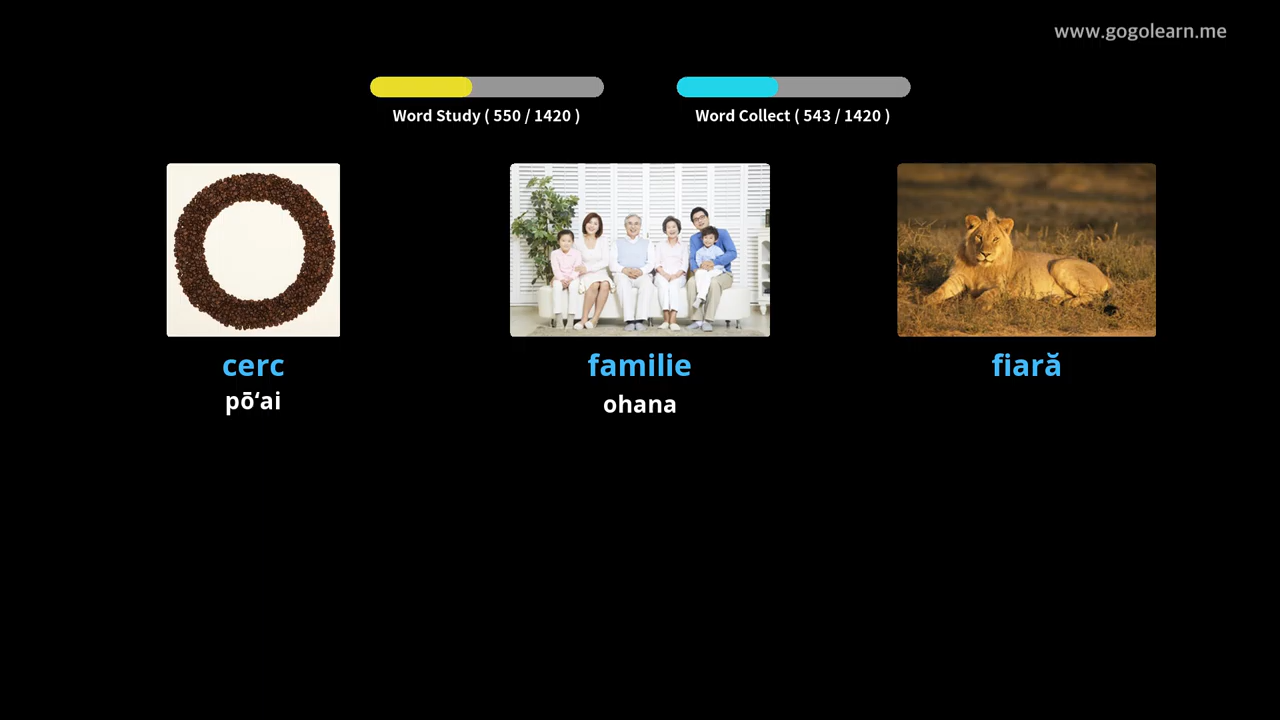 www.gogolearn.me
Word Study ( 550 / 1420 )
Word Collect ( 543 / 1420 )
cerc
familie
fiară
pōʻai
ohana